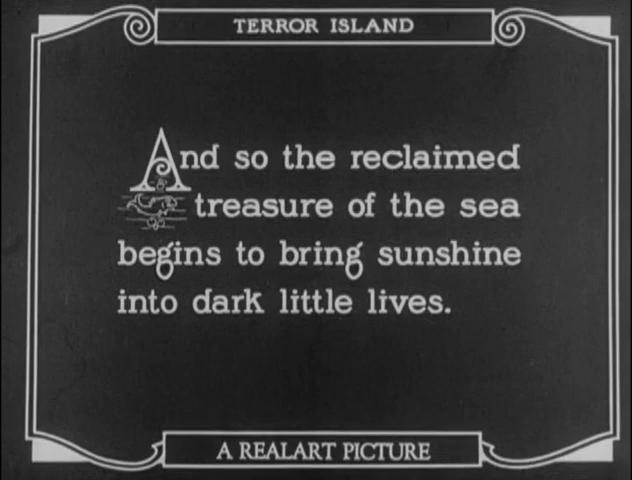 TERROR ISLAND
And so the reclaimed
treasure of the sea
begins to bring sunshine
into dark little lives.
A REALART PICTURE